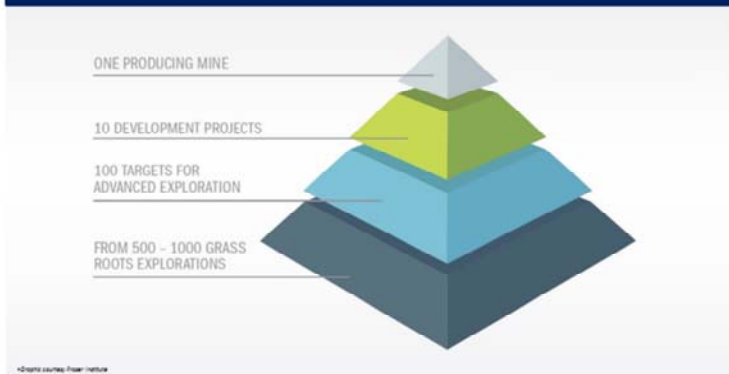 ONE PRODUCING MINE
10 DEVELOPMENT PROJECTS
100 TARGETS FOR
ADVANCED EXPLORATION
FROM 500 – 1000 GRASS
ROOTS EXPLORATIONS
*Graphic courtesy Fraser Institute